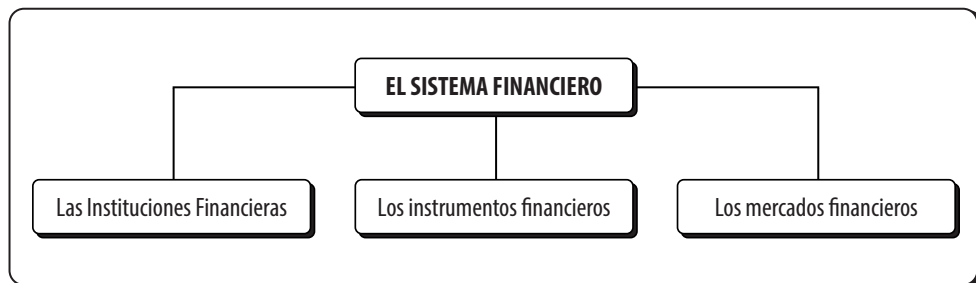 EL SISTEMA FINANCIERO
Las Instituciones Financieras
Los instrumentos financieros
Los mercados financieros